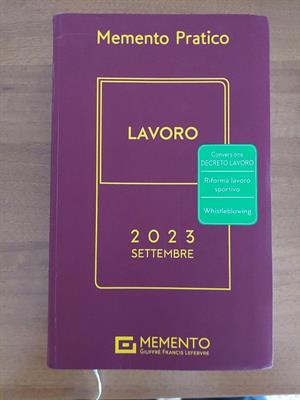 Memento Pratico
LAVORO
Conversione
DECRETO LAVORO
Riforma lavoro
sportivo
Whistleblowing
2023
SETTEMBRE
MEMENTO
GIUFFRÈ FRANCIS LEFEBVRE